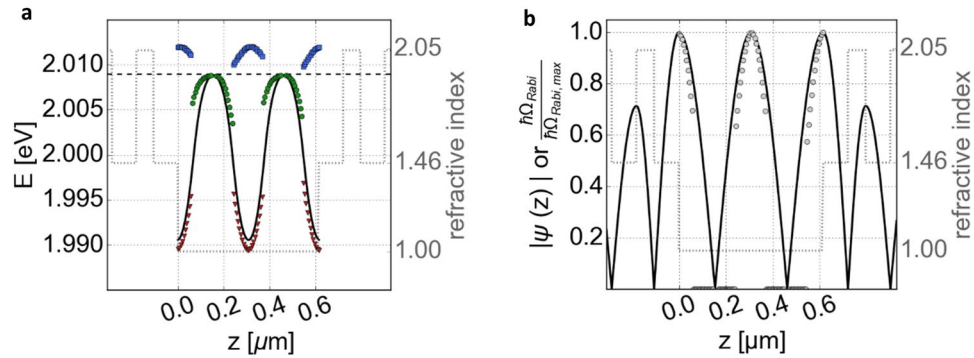 a
E [eV]
2.010
2.005
2.000
1.995
1.990
0.0 0.2 0.4 0.6
z [μm]
2.05
1.46
1.00
refractive index
b
|ψ (z) | or ħΩRabi / ħΩRabi, max
1.0
0.8
0.6
0.4
0.2
0.0 0.2 0.4 0.6
z [μm]
2.05
1.46
1.00
refractive index